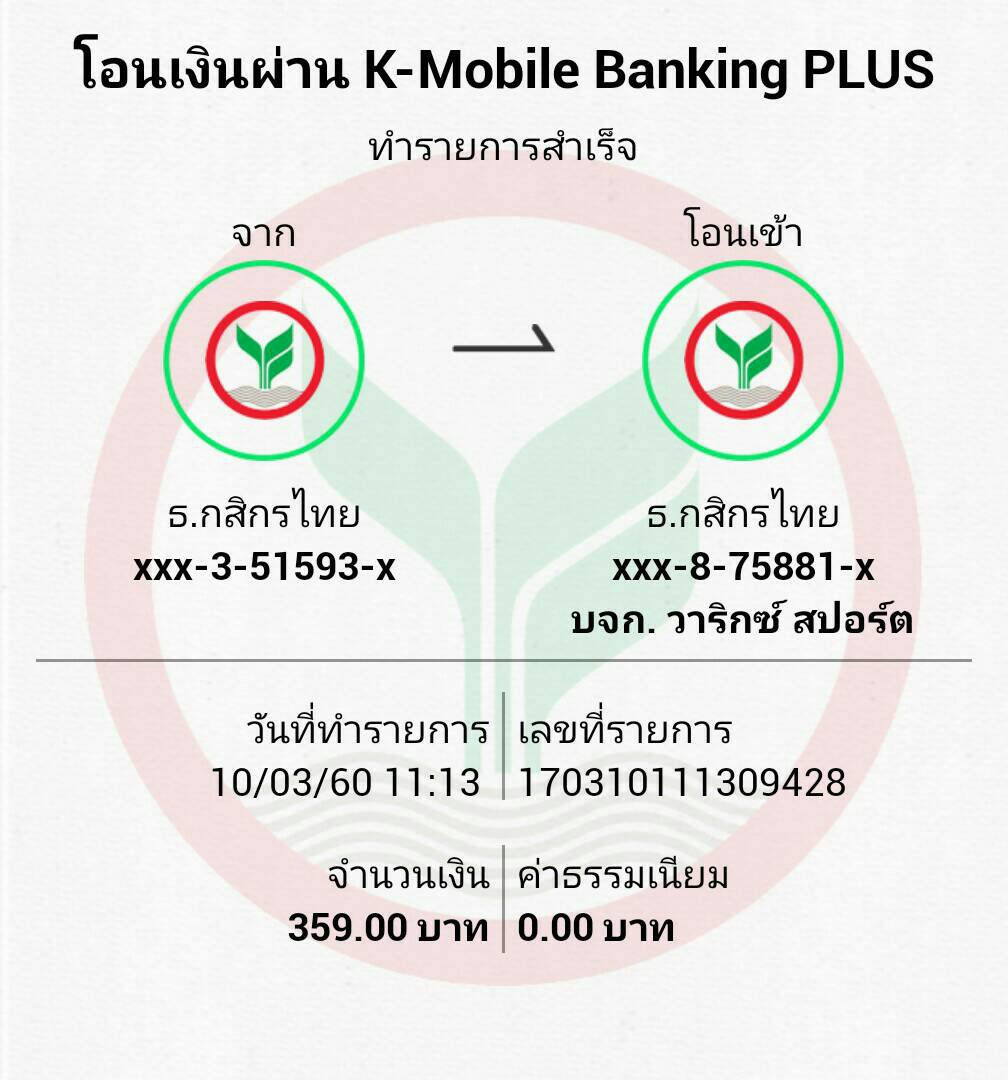 โอนเงินผ่าน K-Mobile Banking PLUS
ทำรายการสำเร็จ
จาก
โอนเข้า
ธ.กสิกรไทย
xxx-3-51593-x
ธ.กสิกรไทย
xxx-8-75881-x
บจก. วาริกซ์ สปอร์ต
วันที่ทำรายการ
10/03/60 11:13
เลขที่รายการ
170310111309428
จำนวนเงิน
359.00 บาท
ค่าธรรมเนียม
0.00 บาท